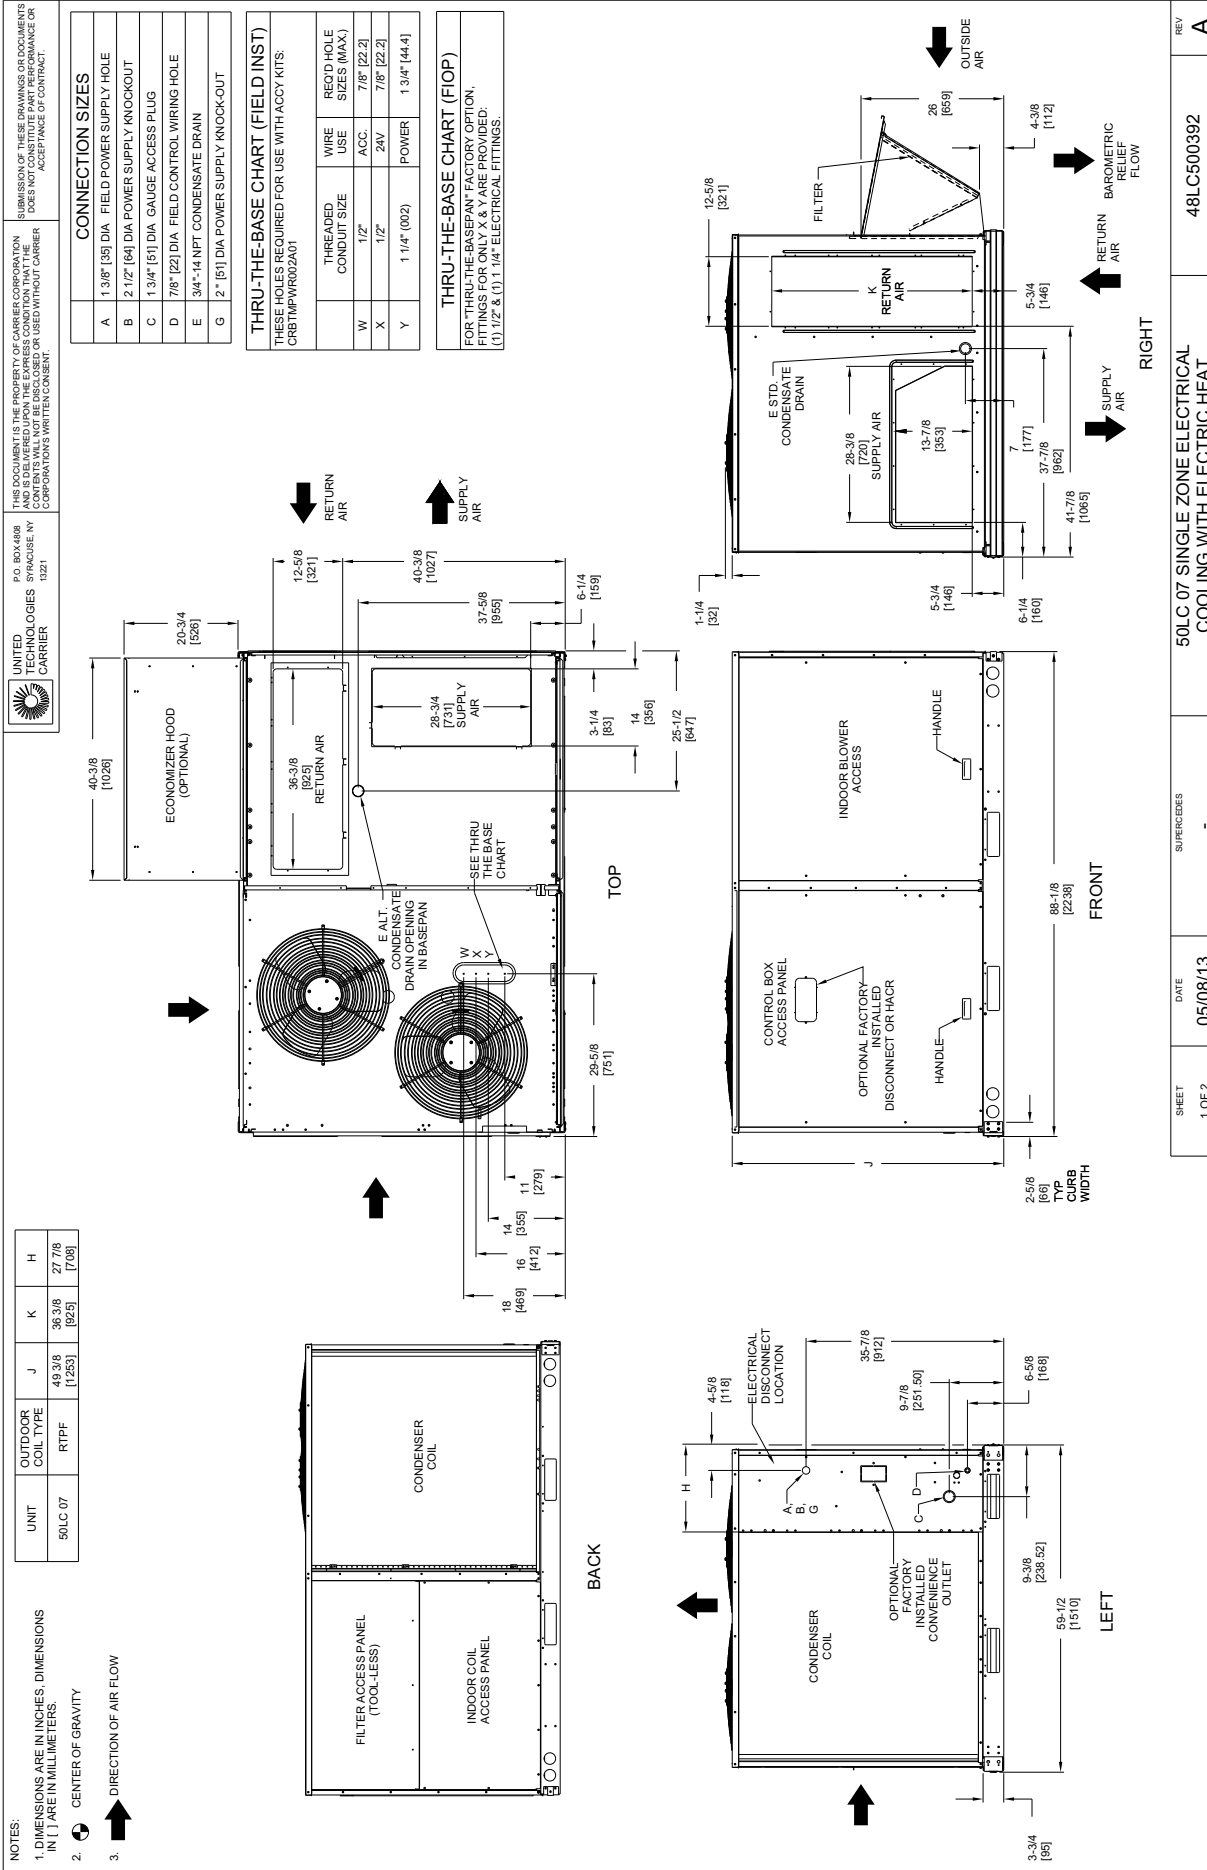 NOTES:
1. DIMENSIONS ARE IN INCHES, DIMENSIONS
IN [ ] ARE IN MILLIMETERS.
2. CENTER OF GRAVITY
3. DIRECTION OF AIR FLOW
UNIT
OUTDOOR
COIL TYPE
J
K
H
50LC 07
RTPF
49 3/8
[1253]
36 3/8
[925]
27 7/8
[708]
UNITED
TECHNOLOGIES
CARRIER
P.O. BOX 4808
SYRACUSE, NY
13221
THIS DOCUMENT IS THE PROPERTY OF CARRIER CORPORATION
AND IS DELIVERED UPON THE EXPRESS CONDITION THAT THE
CONTENTS WILL NOT BE DISCLOSED OR USED WITHOUT CARRIER
CORPORATION'S WRITTEN CONSENT.
SUBMISSION OF THESE DRAWINGS OR DOCUMENTS
DOES NOT CONSTITUTE PART PERFORMANCE OR
ACCEPTANCE OF CONTRACT.
CONNECTION SIZES
A 1 3/8" [35] DIA FIELD POWER SUPPLY HOLE
B 2 1/2" [64] DIA POWER SUPPLY KNOCKOUT
C 1 3/4" [51] DIA GAUGE ACCESS PLUG
D 7/8" [22] DIA FIELD CONTROL WIRING HOLE
E 3/4"-14 NPT CONDENSATE DRAIN
G 2 " [51] DIA POWER SUPPLY KNOCK-OUT
THRU-THE-BASE CHART (FIELD INST)
THESE HOLES REQUIRED FOR USE WITH ACCY KITS:
CRBTMPWR002A01
THREADED
CONDUIT SIZE
WIRE
USE
REQ'D HOLE
SIZES (MAX.)
W 1/2" ACC. 7/8" [22.2]
X 1/2" 24V 7/8" [22.2]
Y 1 1/4" (002) POWER 1 3/4" [44.4]
THRU-THE-BASE CHART (FIOP)
FOR "THRU-THE-BASEPAN" FACTORY OPTION,
FITTINGS FOR ONLY X & Y ARE PROVIDED:
(1) 1/2" & (1) 1 1/4" ELECTRICAL FITTINGS.
FILTER ACCESS PANEL
(TOOL-LESS)
INDOOR COIL
ACCESS PANEL
CONDENSER
COIL
BACK
40-3/8
[1026]
20-3/4
[526]
ECONOMIZER HOOD
(OPTIONAL)
36-3/8
[925]
RETURN AIR
12-5/8
[321]
RETURN
AIR
40-3/8
[1027]
37-5/8
[955]
SUPPLY
AIR
28-3/4
[731]
SUPPLY
AIR
6-1/4
[159]
3-1/4
[83]
14
[356]
25-1/2
[647]
E ALT.
CONDENSATE
DRAIN OPENING
IN BASEPAN
SEE THRU
THE BASE
CHART
W
X
Y
29-5/8
[751]
11
[279]
14
[355]
16
[412]
18
[469]
TOP
CONDENSER
COIL
OPTIONAL
FACTORY
INSTALLED
CONVENIENCE
OUTLET
A,
B,
G
C
D
H
4-5/8
[118]
ELECTRICAL
DISCONNECT
LOCATION
35-7/8
[912]
9-7/8
[251.50]
6-5/8
[168]
9-3/8
[238.52]
59-1/2
[1510]
3-3/4
[95]
LEFT
CONTROL BOX
ACCESS PANEL
OPTIONAL FACTORY
INSTALLED
DISCONNECT OR HACR
HANDLE
INDOOR BLOWER
ACCESS
HANDLE
J
2-5/8
[66]
TYP
CURB
WIDTH
88-1/8
[2238]
FRONT
1-1/4
[32]
E STD.
CONDENSATE
DRAIN
28-3/8
[720]
SUPPLY AIR
13-7/8
[353]
K
RETURN
AIR
12-5/8
[321]
FILTER
26
[659]
OUTSIDE
AIR
4-3/8
[112]
BAROMETRIC
RELIEF
FLOW
RETURN
AIR
5-3/4
[146]
7
[177]
37-7/8
[962]
41-7/8
[1065]
SUPPLY
AIR
5-3/4
[146]
6-1/4
[160]
RIGHT
SHEET
1 OF 2
DATE
05/08/13
SUPERCEDES
-
50LC 07 SINGLE ZONE ELECTRICAL
COOLING WITH ELECTRIC HEAT
48LC500392
REV
A